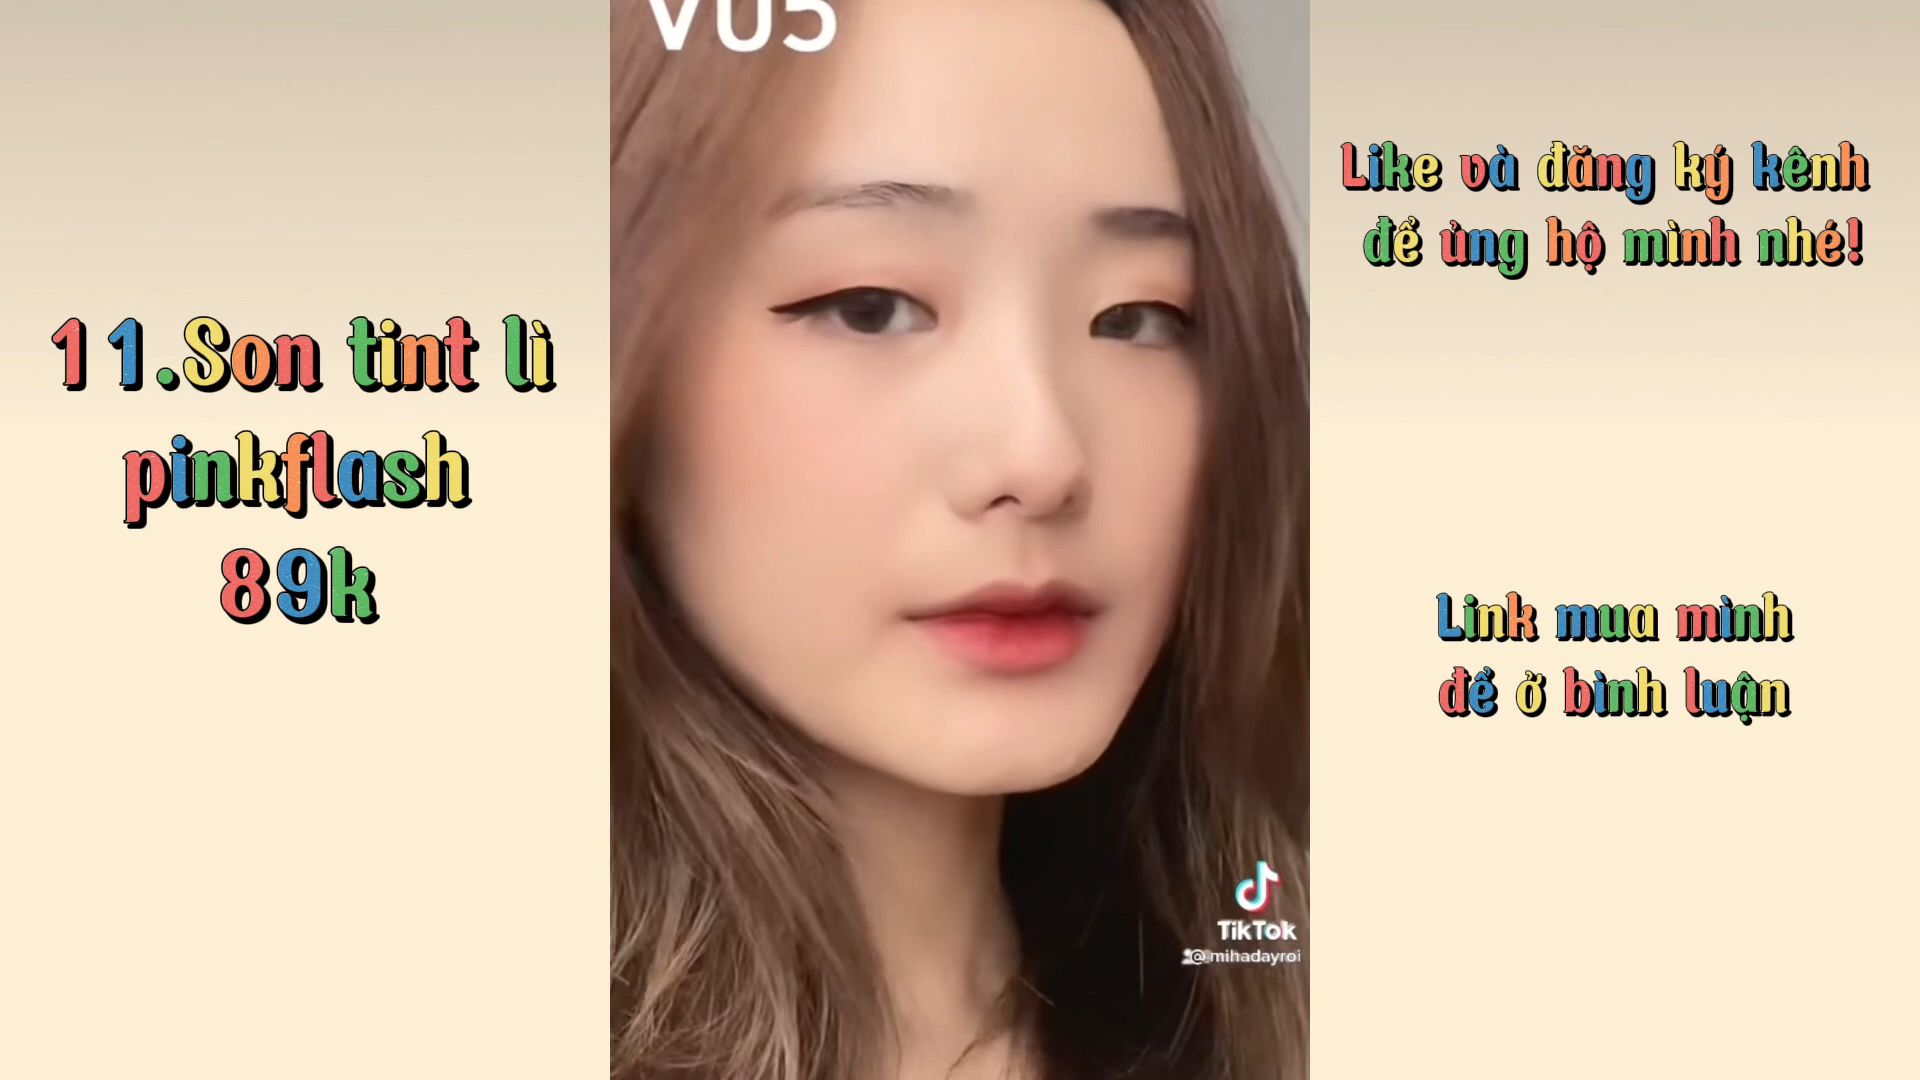 V05
11.Son tint lì
pinkflash
89k
Like và đăng ký kênh
để ủng hộ mình nhé!
Link mua mình
để ở bình luận
TikTok
@mihadayroi